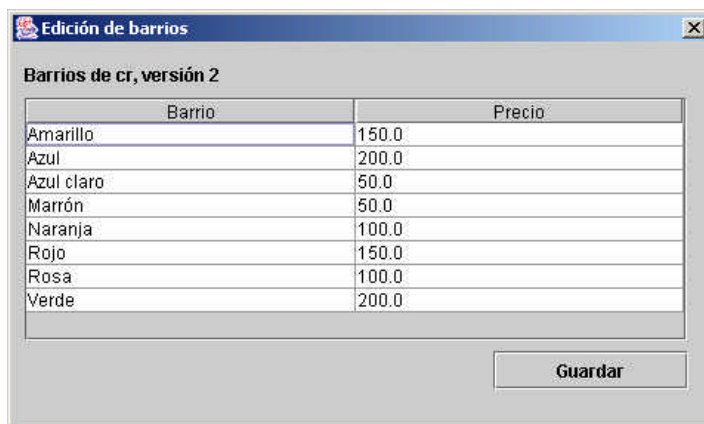 Edición de barrios
Barrios de cr, versión 2
Barrio Precio
Amarillo 150.0
Azul 200.0
Azul claro 50.0
Marrón 50.0
Naranja 100.0
Rojo 150.0
Rosa 100.0
Verde 200.0
Guardar